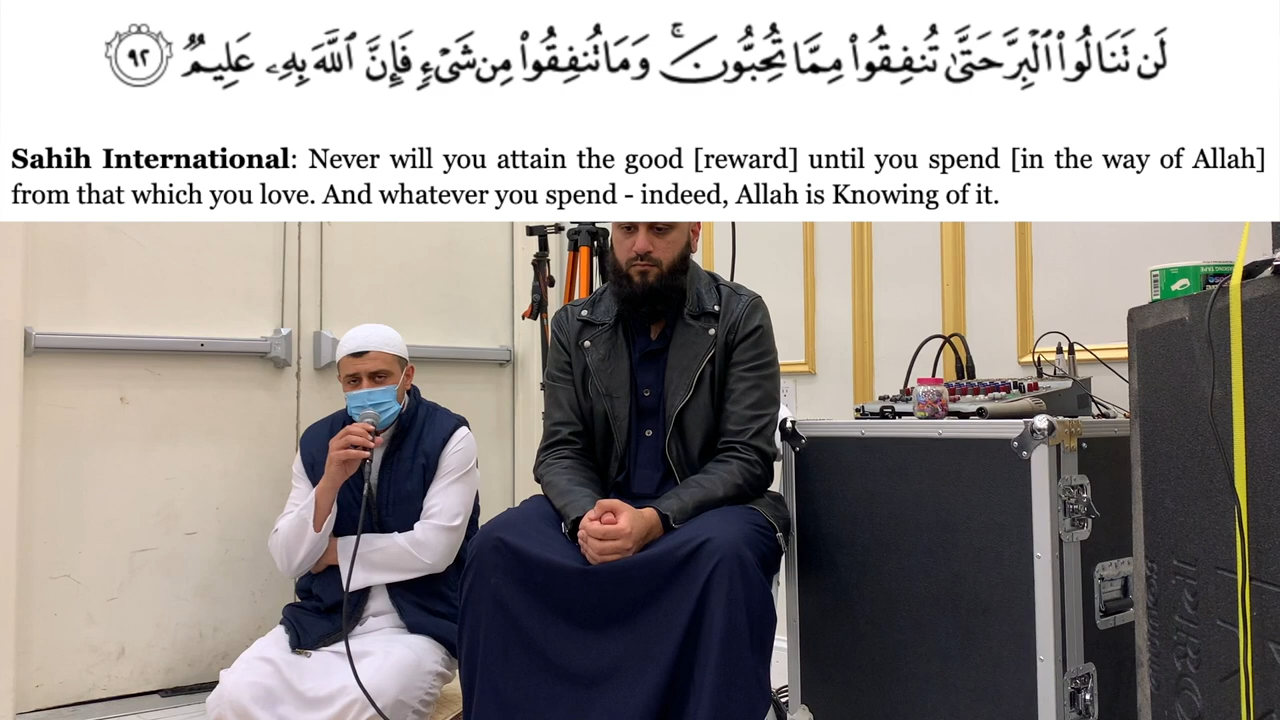 لَن تَنَالُوا۟ ٱلْبِرَّ حَتَّىٰ تُنفِقُوا۟ مِمَّا تُحِبُّونَ ۚ وَمَا تُنفِقُوا۟ مِن شَىْءٍ فَإِنَّ ٱللَّهَ بِهِۦ عَلِيمٌ ٩٢
Sahih International: Never will you attain the good [reward] until you spend [in the way of Allah]
from that which you love. And whatever you spend - indeed, Allah is Knowing of it.